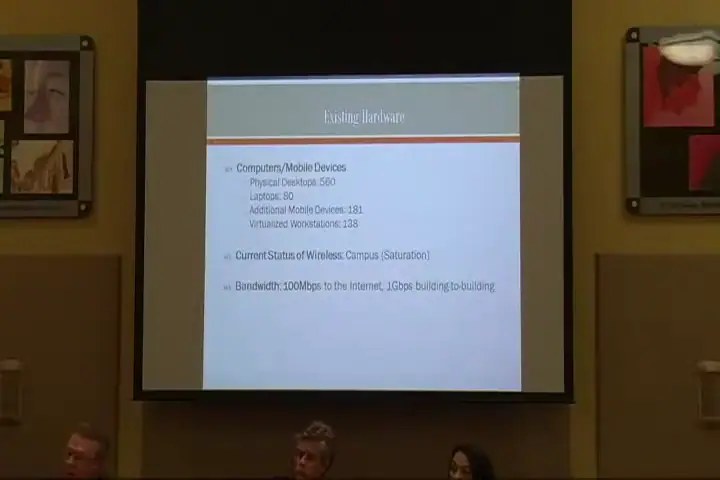 Existing Hardware
Computers/Mobile Devices
Physical Desktops: 560
Laptops: 80
Additional Mobile Devices: 181
Virtualized Workstations: 138
Current Status of Wireless: Campus (Saturation)
Bandwidth: 100Mbps to the Internet, 1Gbps building-to-building